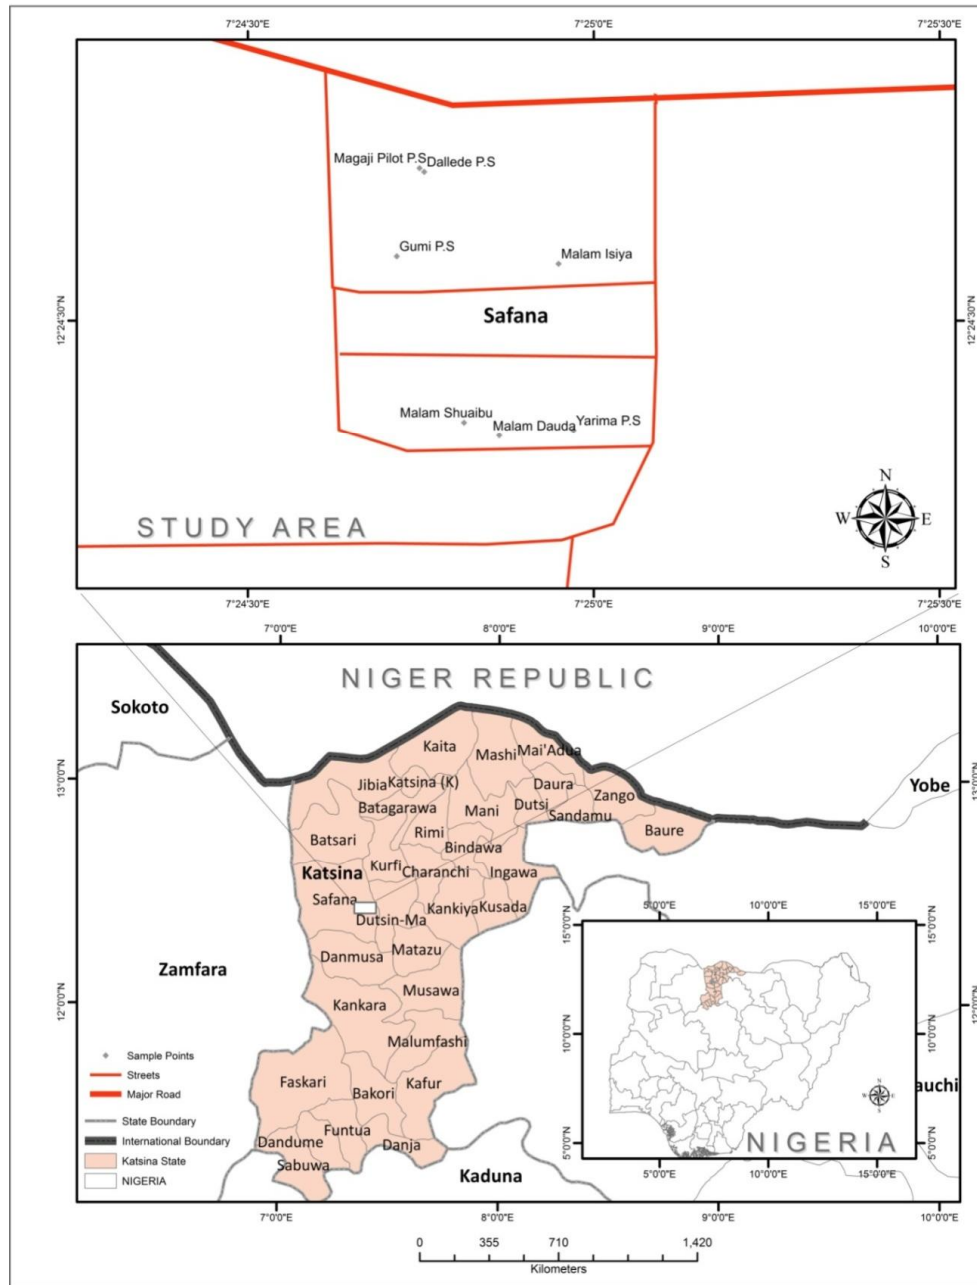 7°24'30"E 7°25'0"E 7°25'30"E
Magaji Pilot P.S Dallede P.S
Gumi P.S
Malam Isiya
12°24'30"N
Safana
12°24'30"N
Malam Shuaibu
Malam Dauda
Yarima P.S
STUDY AREA
N
W E
S
7°24'30"E 7°25'0"E 7°25'30"E
7°0'0"E 8°0'0"E 9°0'0"E 10°0'0"E
NIGER REPUBLIC
Sokoto
Kaita
Mashi
Mai'Adua
13°0'0"N
Jibia
Katsina (K)
Daura
Zango
Yobe
13°0'0"N
Batagarawa
Mani
Dutsi
Sandamu
Batsari
Rimi
Baure
Bindawa
Katsina
Kurfi
Charanchi
Ingawa
Safana
Kankiya
Kusada
Dutsin-Ma
Zamfara
Danmusa
Matazu
12°0'0"N
Kankara
Musawa
12°0'0"N
Malumfashi
Faskari
Bakori
Kafur
Funtua
Dandume
Danja
Sabuwa
Kaduna
auchi
Sample Points
Streets
Major Road
State Boundary
International Boundary
Katsina State
NIGERIA
5°0'0"E 10°0'0"E 15°0'0"E
15°0'0"N 15°0'0"N
10°0'0"N 10°0'0"N
N
W E
S
5°0'0"N 5°0'0"N
NIGERIA
5°0'0"E 10°0'0"E 15°0'0"E
7°0'0"E 8°0'0"E 9°0'0"E 10°0'0"E
0 355 710 1,420
Kilometers